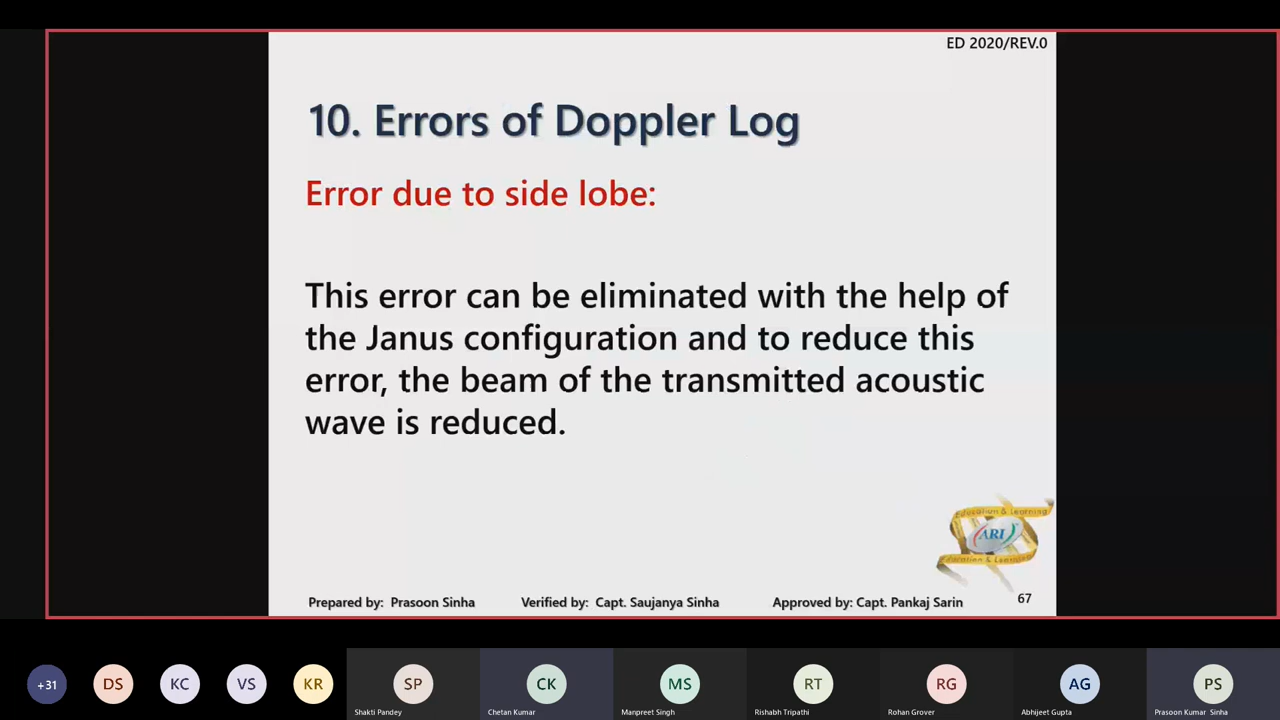 ED 2020/REV.0
10. Errors of Doppler Log
Error due to side lobe:
This error can be eliminated with the help of
the Janus configuration and to reduce this
error, the beam of the transmitted acoustic
wave is reduced.
Education & Learning
ARI
Education & Learning
Prepared by: Prasoon Sinha
Verified by: Capt. Saujanya Sinha
Approved by: Capt. Pankaj Sarin
67
+31
DS
KC
VS
KR
SP
CK
MS
RT
RG
AG
PS
Shakti Pandey
Chetan Kumar
Manpreet Singh
Rishabh Tripathi
Rohan Grover
Abhijeet Gupta
Prasoon Kumar Sinha